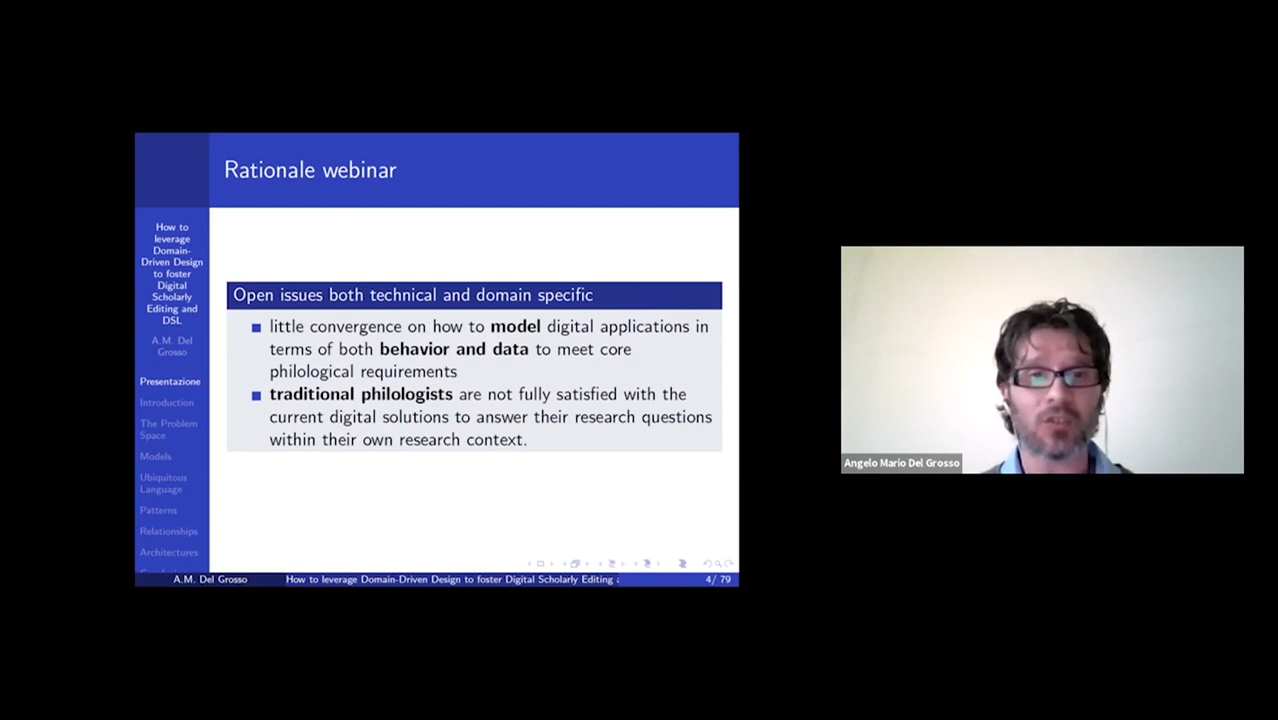 Rationale webinar
How to
leverage
Domain-
Driven Design
to foster
Digital
Scholarly
Editing and
DSL
A.M. Del
Grosso
Presentazione
Introduction
The Problem
Space
Models
Ubiquitous
Language
Patterns
Relationships
Architectures
Open issues both technical and domain specific
little convergence on how to model digital applications in
terms of both behavior and data to meet core
philological requirements
traditional philologists are not fully satisfied with the
current digital solutions to answer their research questions
within their own research context.
A.M. Del Grosso
How to leverage Domain-Driven Design to foster Digital Scholarly Editing
4/ 79
Angelo Mario Del Grosso